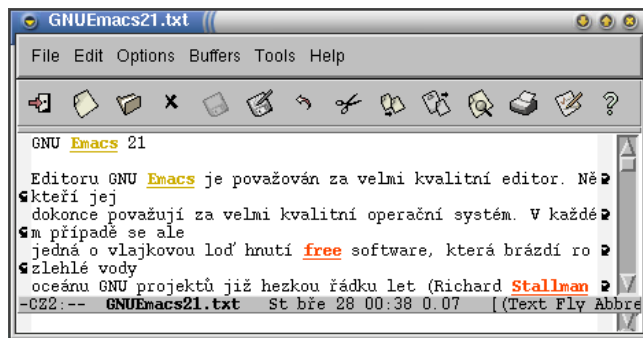 GNUEmacs21.txt
File Edit Options Buffers Tools Help
GNU Emacs 21
Editoru GNU Emacs je považován za velmi kvalitní editor. Ně
kteří jej
dokonce považují za velmi kvalitní operační systém. V každé
m případě se ale
jedná o vlajkovou loď hnutí free software, která brázdí ro
zlehlé vody
oceánu GNU projektů již hezkou řádku let (Richard Stallman
-CZ2:-- GNUEmacs21.txt St bře 28 00:38 0.07 [(Text Fly Abbre